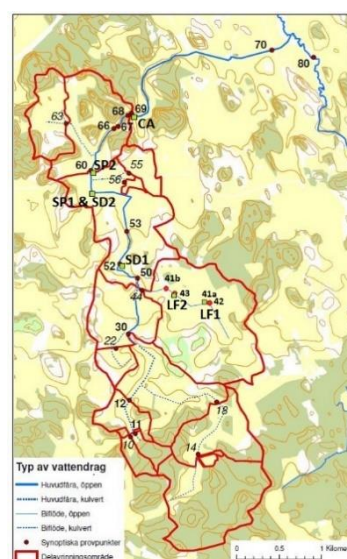 70
80
68 69
66 67 CA
63
60 SP2 55
56
SP1 & SD2
53
52 SD1
50
41b
44
43 41a
42
LF2 LF1
30
22
12
18
11
10
14
Typ av vattendrag
Huvudfåra, öppen
Huvudfåra, kulvert
Biflöde, öppen
Biflöde, kulvert
Synoptiska provpunkter
Delavrinningsområde
0 0.5 1 Kilome